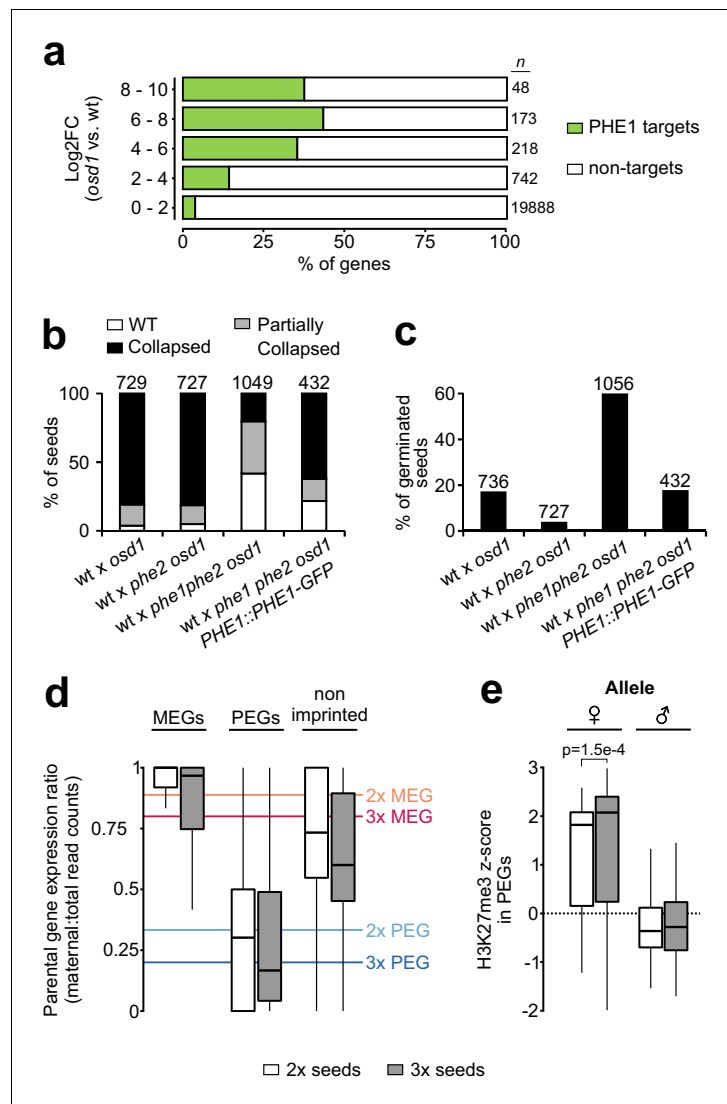 a
n
8 - 10
48
6 - 8
173
PHE1 targets
4 - 6
218
non-targets
2 - 4
742
0 - 2
19888
Log2FC
(osd1 vs. wt)
0 25 50 75 100
% of genes
b
WT
Collapsed
Partially
Collapsed
100
50
0
% of seeds
729 727 1049 432
wt x osd1
wt x phe2 osd1
wt x phe1phe2 osd1
wt x phe1 phe2 osd1
PHE1::PHE1-GFP
c
60
40
20
0
% of germinated
seeds
736
727
1056
432
wt x osd1
wt x phe2 osd1
wt x phe1phe2 osd1
wt x phe1 phe2 osd1
PHE1::PHE1-GFP
d
MEGs
PEGs
non
imprinted
1
0.75
0.5
0.25
0
Parental gene expression ratio
(maternal:total read counts)
2x MEG
3x MEG
2x PEG
3x PEG
e
Allele
♀ ♂
p=1.5e-4
3
2
1
0
-1
-2
H3K27me3 z-score
in PEGs
2x seeds
3x seeds